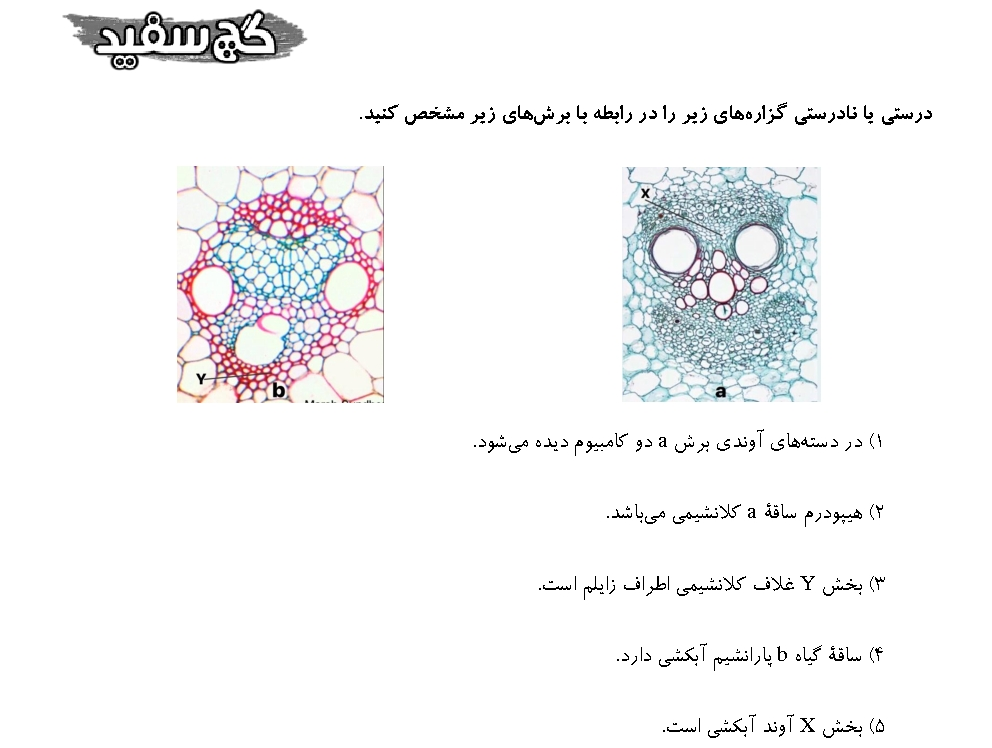 گچ سفید
درستی یا نادرستی گزاره‌های زیر را در رابطه با برش‌های زیر مشخص کنید.
X
Y
b
a
۱) در دسته‌های آوندی برش a دو کامبیوم دیده می‌شود.
۲) هیپودرم ساقهٔ a کلانشیمی می‌باشد.
۳) بخش Y غلاف کلانشیمی اطراف زایلم است.
۴) ساقهٔ گیاه b پارانشیم آبکشی دارد.
۵) بخش X آوند آبکشی است.